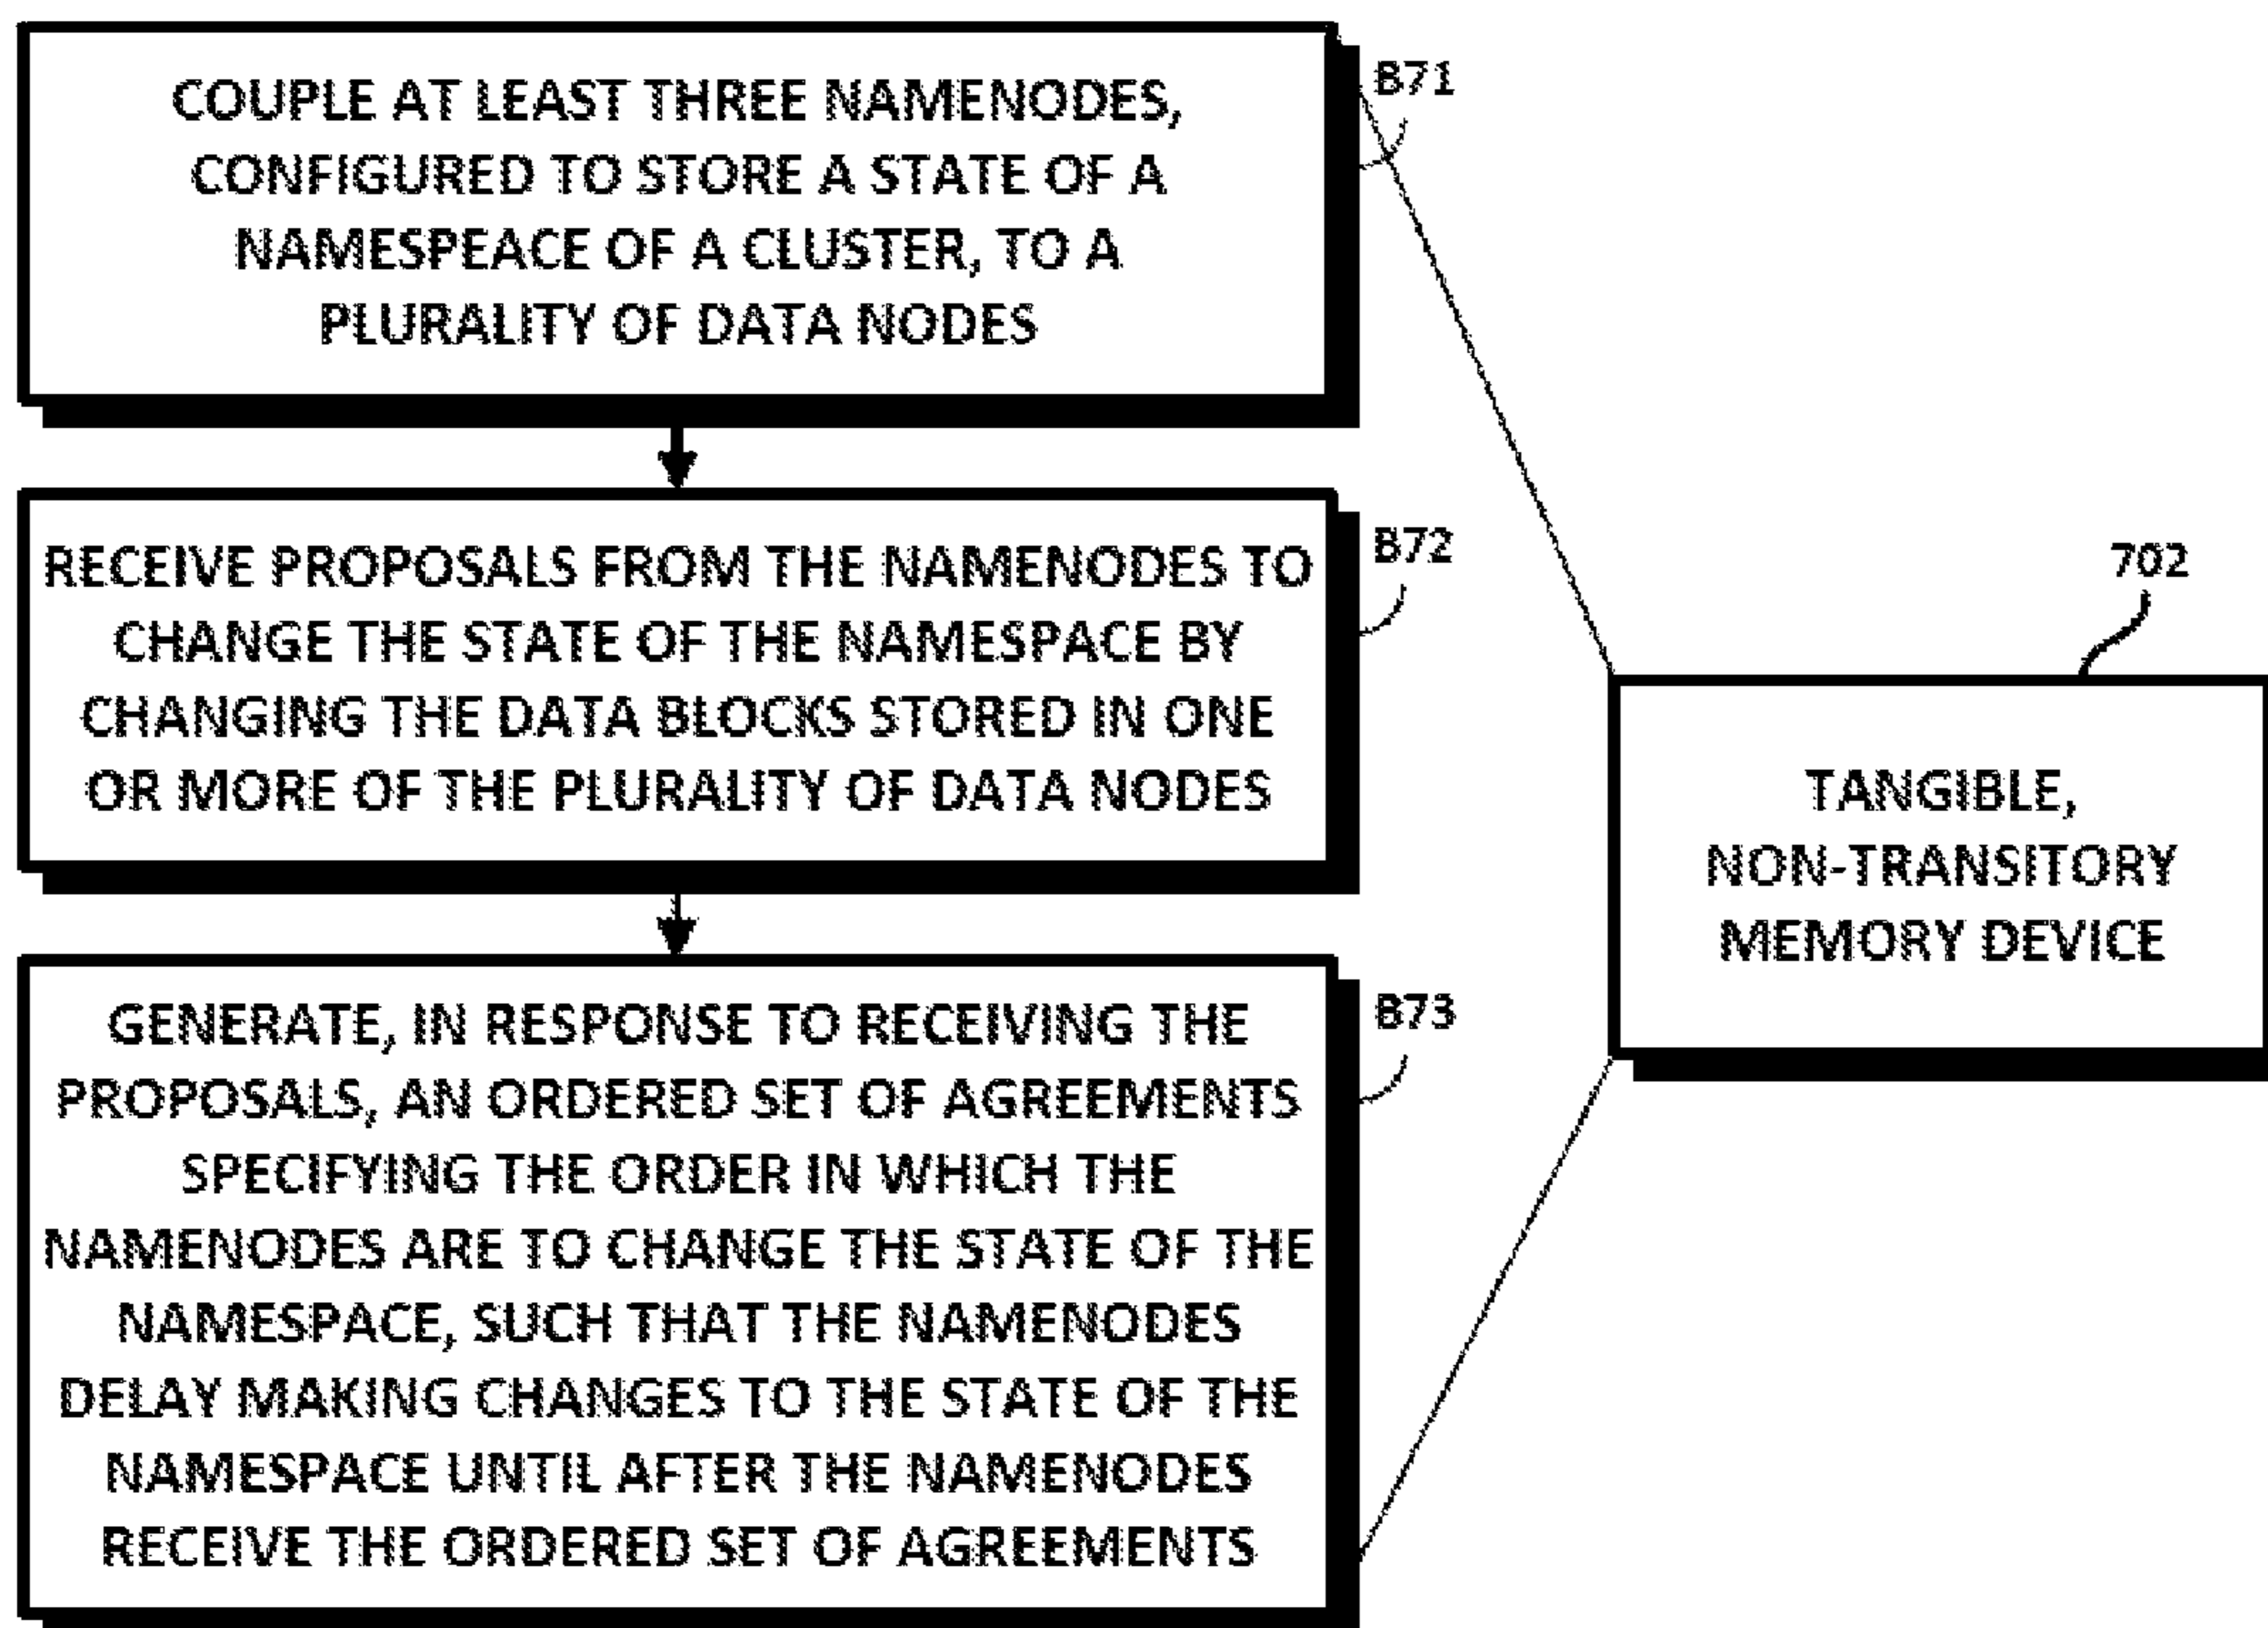 COUPLE AT LEAST THREE NAMENODES,
CONFIGURED TO STORE A STATE OF A
NAMESPEACE OF A CLUSTER, TO A
PLURALITY OF DATA NODES
B71
RECEIVE PROPOSALS FROM THE NAMENODES TO
CHANGE THE STATE OF THE NAMESPACE BY
CHANGING THE DATA BLOCKS STORED IN ONE
OR MORE OF THE PLURALITY OF DATA NODES
B72
GENERATE, IN RESPONSE TO RECEIVING THE
PROPOSALS, AN ORDERED SET OF AGREEMENTS
SPECIFYING THE ORDER IN WHICH THE
NAMENODES ARE TO CHANGE THE STATE OF THE
NAMESPACE, SUCH THAT THE NAMENODES
DELAY MAKING CHANGES TO THE STATE OF THE
NAMESPACE UNTIL AFTER THE NAMENODES
RECEIVE THE ORDERED SET OF AGREEMENTS
B73
702
TANGIBLE,
NON-TRANSITORY
MEMORY DEVICE